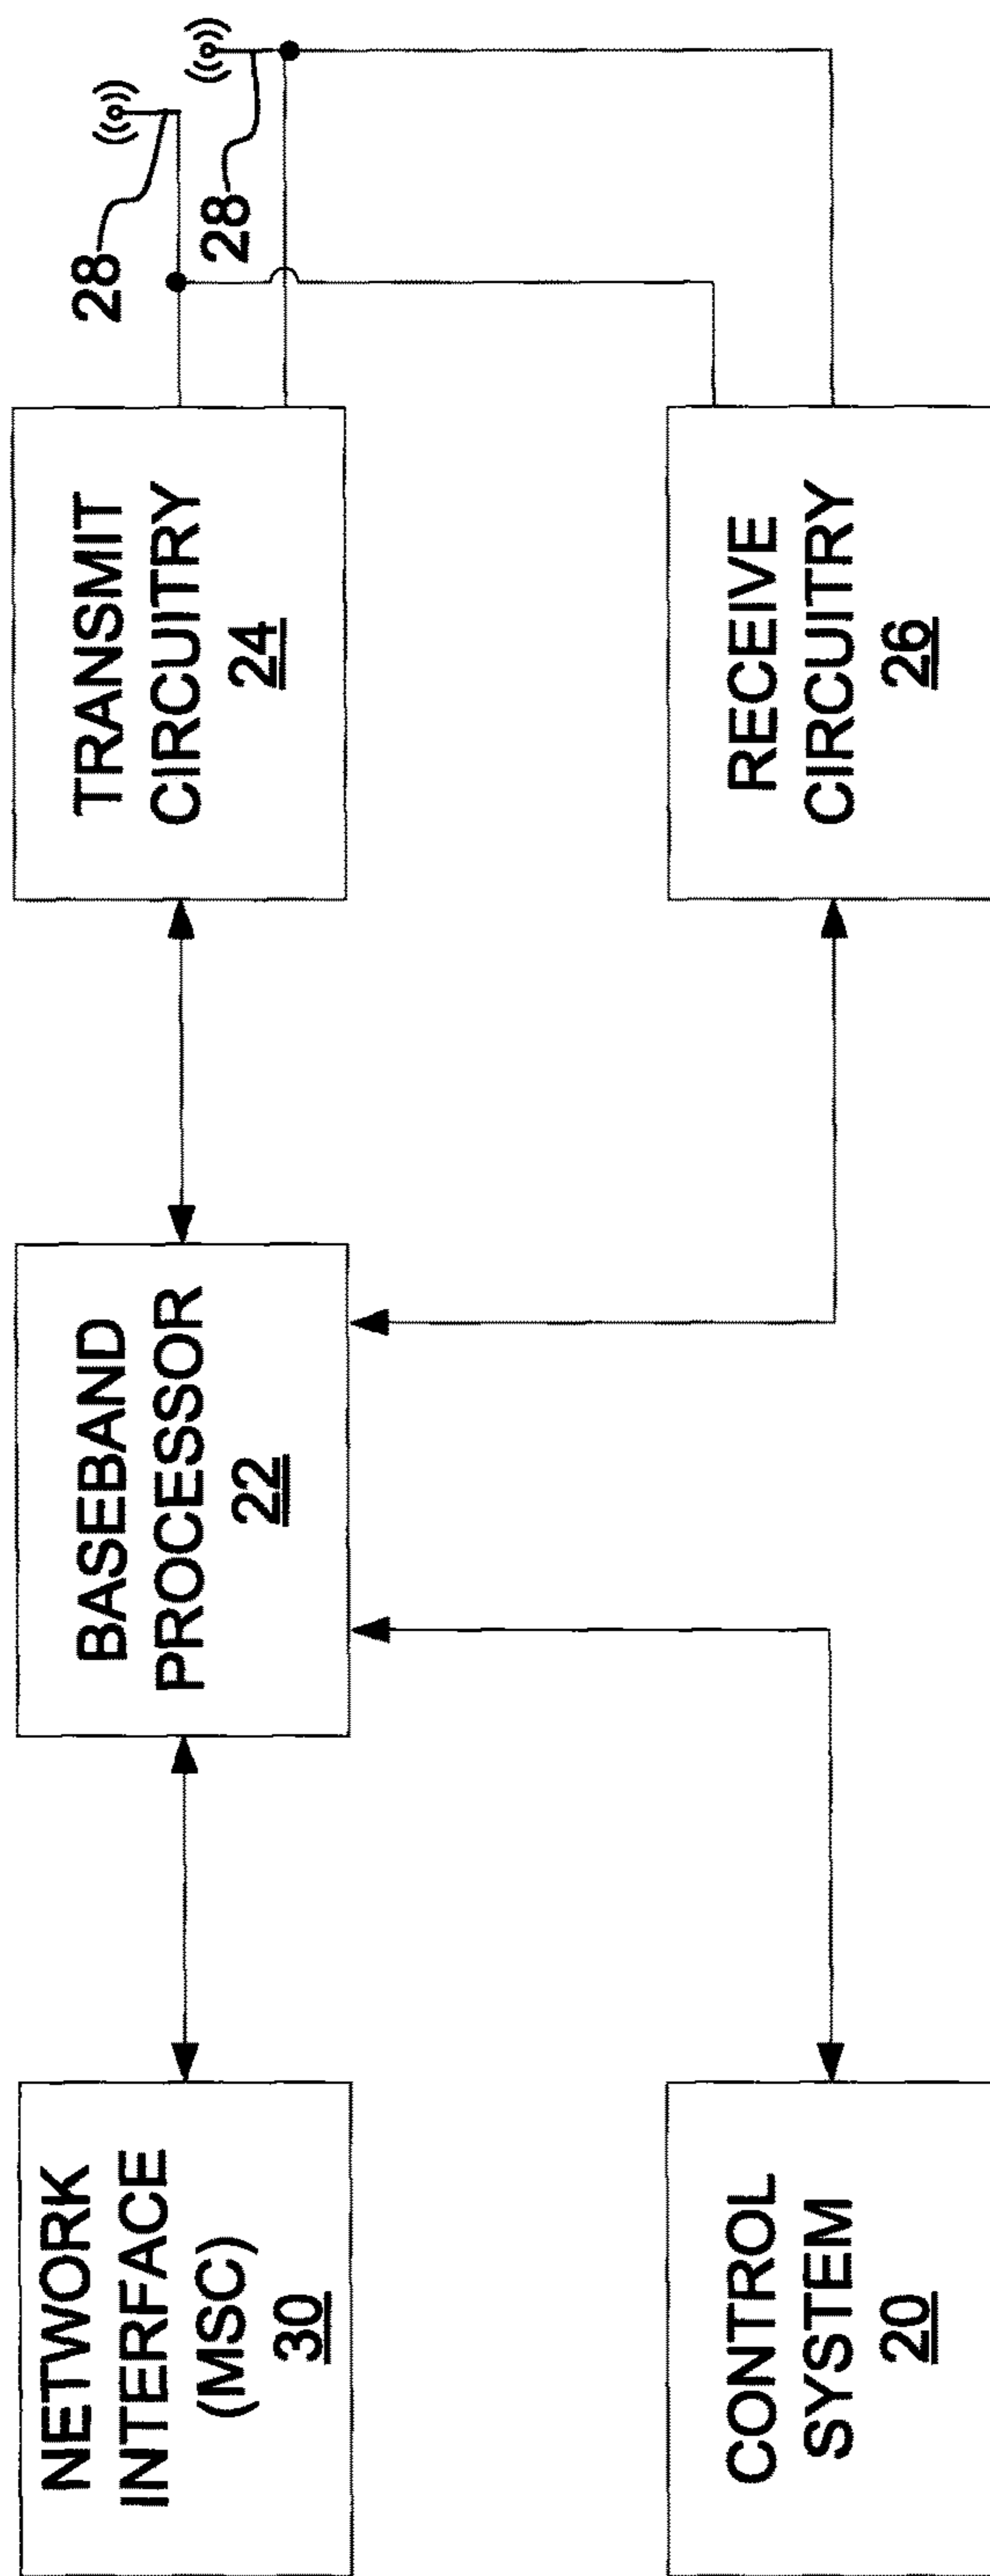 NETWORK
INTERFACE
(MSC)
30
BASEBAND
PROCESSOR
22
TRANSMIT
CIRCUITRY
24
28
28
CONTROL
SYSTEM
20
RECEIVE
CIRCUITRY
26